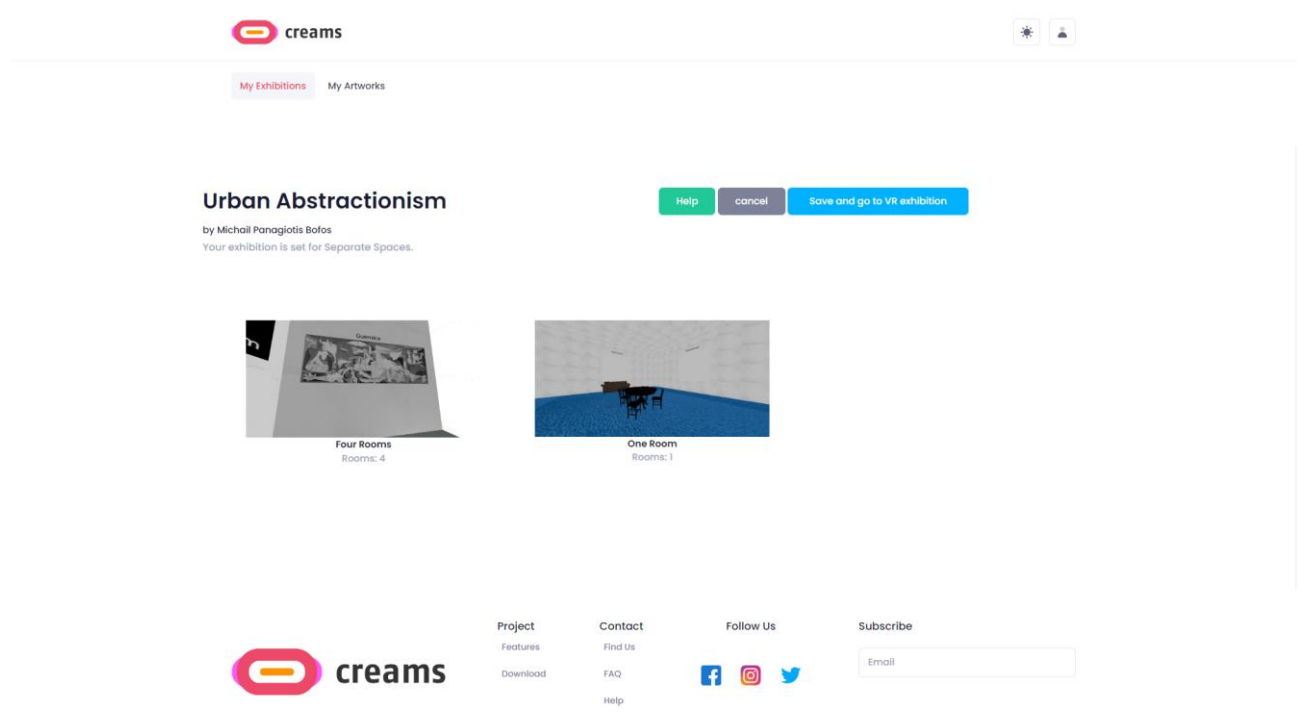 creams
My Exhibitions My Artworks
Urban Abstractionism
Help cancel Save and go to VR exhibition
by Michail Panagiotis Bofos
Your exhibition is set for Separate Spaces.
Guernica
Four Rooms
Rooms: 4
One Room
Rooms: 1
creams
Project
Features
Download
Contact
Find Us
FAQ
Help
Follow Us
Subscribe
Email